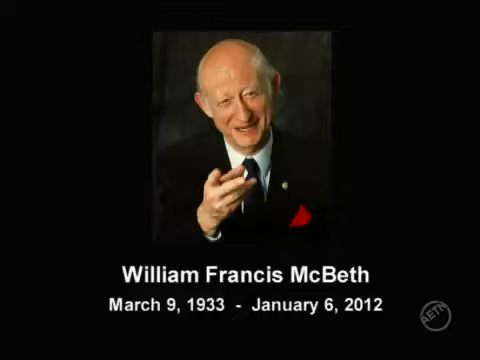 William Francis McBeth
March 9, 1933 - January 6, 2012
AETN